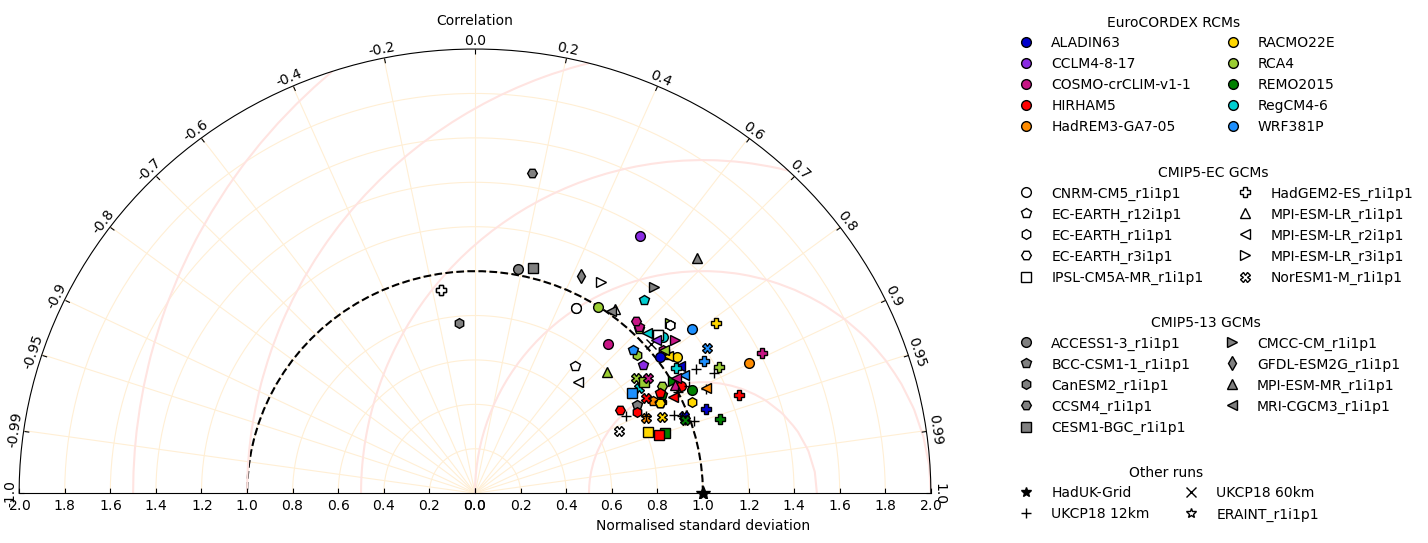 Correlation
0.0
-0.2
0.2
-0.4
0.4
-0.6
0.6
-0.7
0.7
-0.8
0.8
-0.9
0.9
-0.95
0.95
-0.99
0.99
-1.0
1.0
2.0 1.8 1.6 1.4 1.2 1.0 0.8 0.6 0.4 0.2 0.0 0.2 0.4 0.6 0.8 1.0 1.2 1.4 1.6 1.8 2.0
Normalised standard deviation
EuroCORDEX RCMs
ALADIN63
CCLM4-8-17
COSMO-crCLIM-v1-1
HIRHAM5
HadREM3-GA7-05
RACMO22E
RCA4
REMO2015
RegCM4-6
WRF381P
CMIP5-EC GCMs
CNRM-CM5_r1i1p1
EC-EARTH_r12i1p1
EC-EARTH_r1i1p1
EC-EARTH_r3i1p1
IPSL-CM5A-MR_r1i1p1
HadGEM2-ES_r1i1p1
MPI-ESM-LR_r1i1p1
MPI-ESM-LR_r2i1p1
MPI-ESM-LR_r3i1p1
NorESM1-M_r1i1p1
CMIP5-13 GCMs
ACCESS1-3_r1i1p1
BCC-CSM1-1_r1i1p1
CanESM2_r1i1p1
CCSM4_r1i1p1
CESM1-BGC_r1i1p1
CMCC-CM_r1i1p1
GFDL-ESM2G_r1i1p1
MPI-ESM-MR_r1i1p1
MRI-CGCM3_r1i1p1
Other runs
HadUK-Grid
UKCP18 12km
UKCP18 60km
ERAINT_r1i1p1